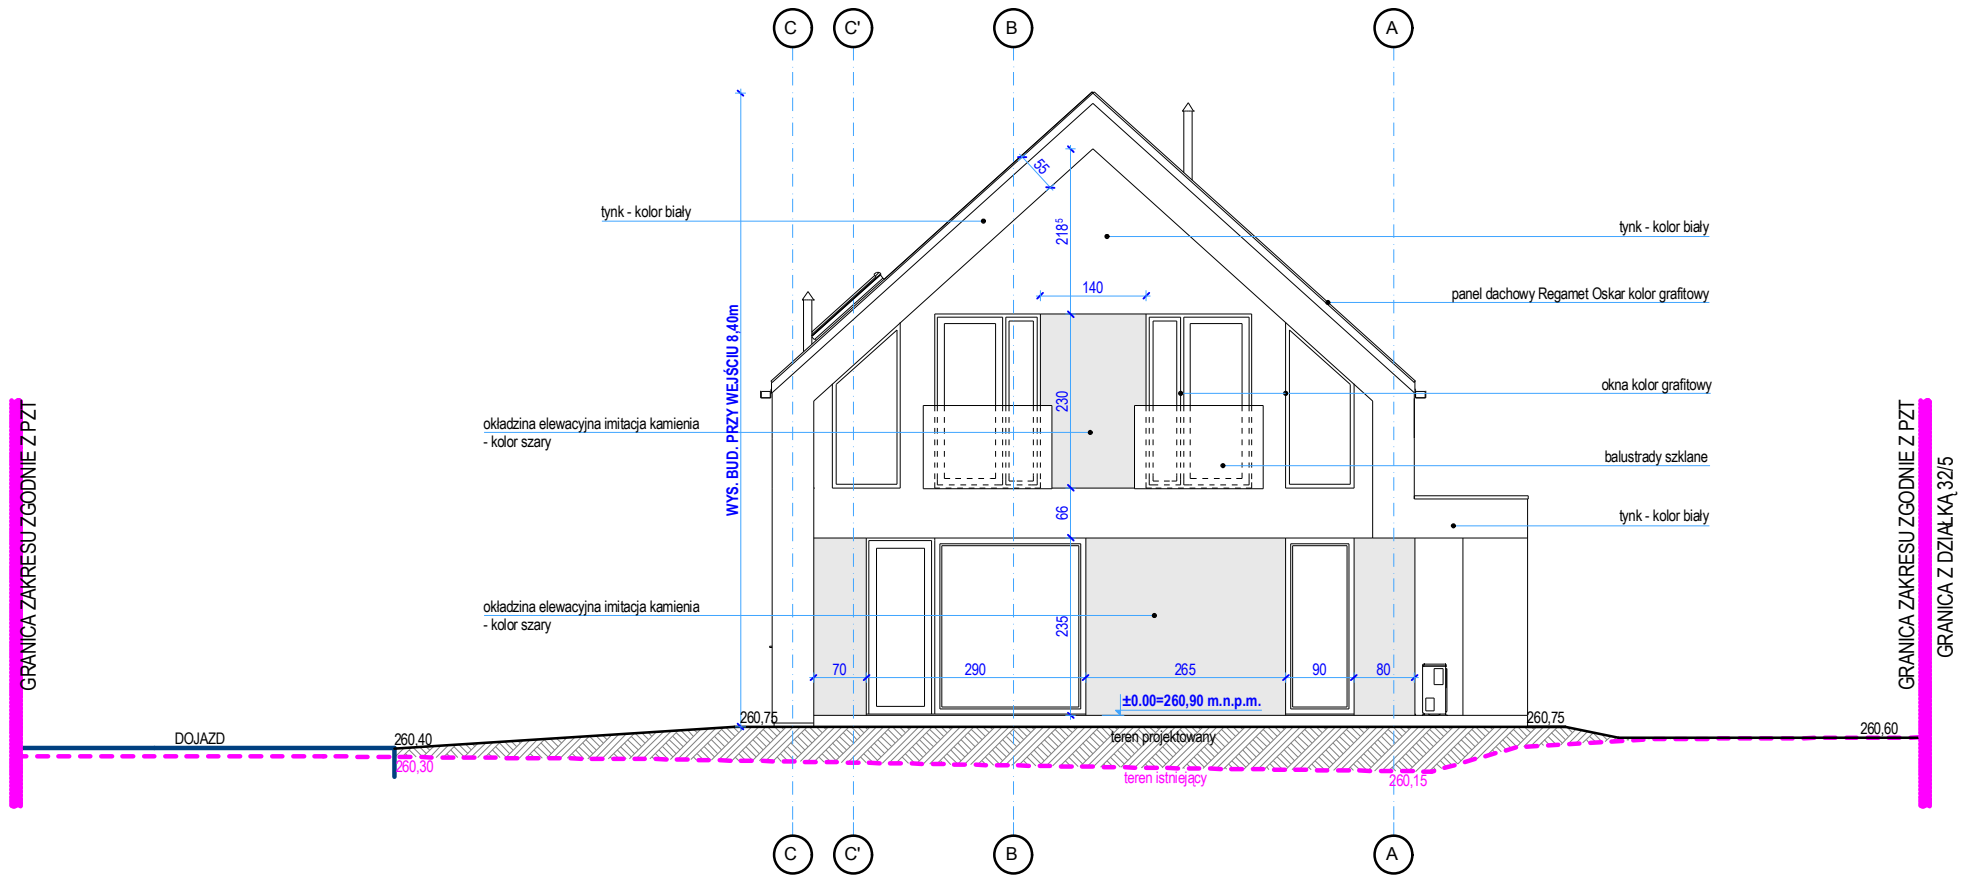 C
C'
B
A
55
tynk - kolor biały
tynk - kolor biały
218⁵
140
panel dachowy Regamet Oskar kolor grafitowy
WYS. BUD. PRZY WEJŚCIU 8,40m
230
okna kolor grafitowy
okładzina elewacyjna imitacja kamienia
- kolor szary
balustrady szklane
66
tynk - kolor biały
GRANICA ZAKRESU ZGODNIE Z PZT
GRANICA ZAKRESU ZGODNIE Z PZT
GRANICA Z DZIAŁKĄ 32/5
okładzina elewacyjna imitacja kamienia
- kolor szary
235
70
290
265
90
80
±0.00=260,90 m.n.p.m.
260,75
260,75
260,60
DOJAZD
260,40
teren projektowany
260,30
teren istniejący
260,15
C
C'
B
A